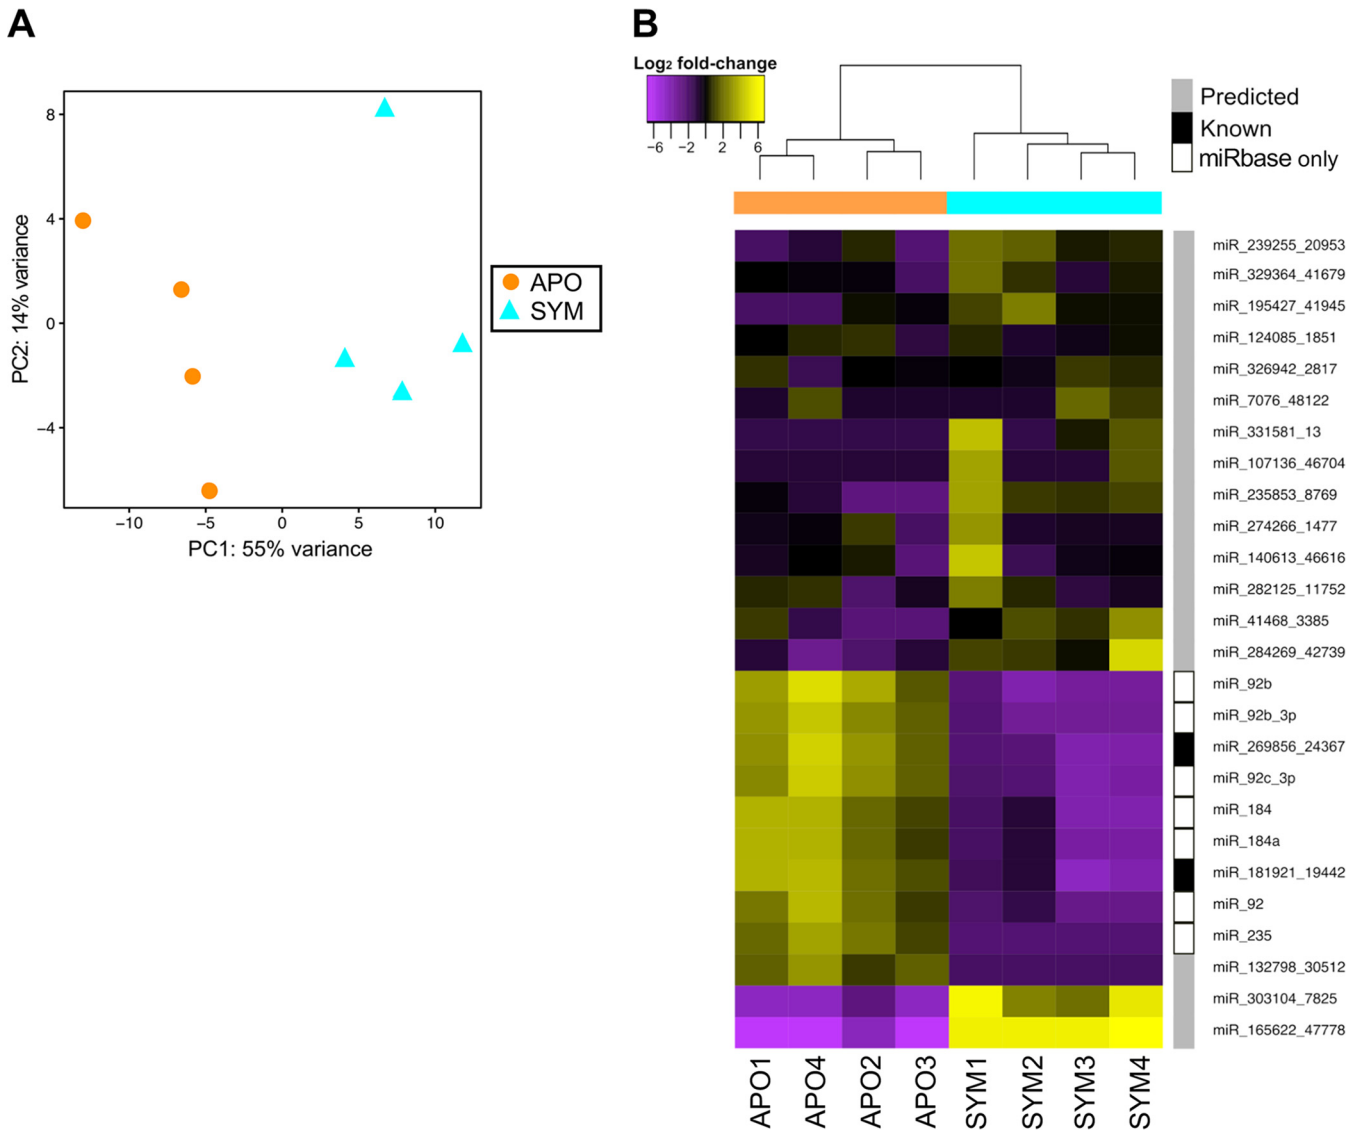 A
8
4
0
−4
PC2: 14% variance
−10
−5
0
5
10
PC1: 55% variance
APO
SYM
B
Log₂ fold-change
−6
−2
2
6
Predicted
Known
miRbase only
miR_239255_20953
miR_329364_41679
miR_195427_41945
miR_124085_1851
miR_326942_2817
miR_7076_48122
miR_331581_13
miR_107136_46704
miR_235853_8769
miR_274266_1477
miR_140613_46616
miR_282125_11752
miR_41468_3385
miR_284269_42739
miR_92b
miR_92b_3p
miR_269856_24367
miR_92c_3p
miR_184
miR_184a
miR_181921_19442
miR_92
miR_235
miR_132798_30512
miR_303104_7825
miR_165622_47778
APO1
APO4
APO2
APO3
SYM1
SYM2
SYM3
SYM4